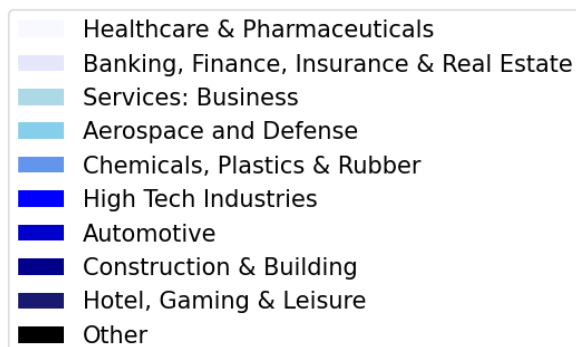 Healthcare & Pharmaceuticals
Banking, Finance, Insurance & Real Estate
Services: Business
Aerospace and Defense
Chemicals, Plastics & Rubber
High Tech Industries
Automotive
Construction & Building
Hotel, Gaming & Leisure
Other